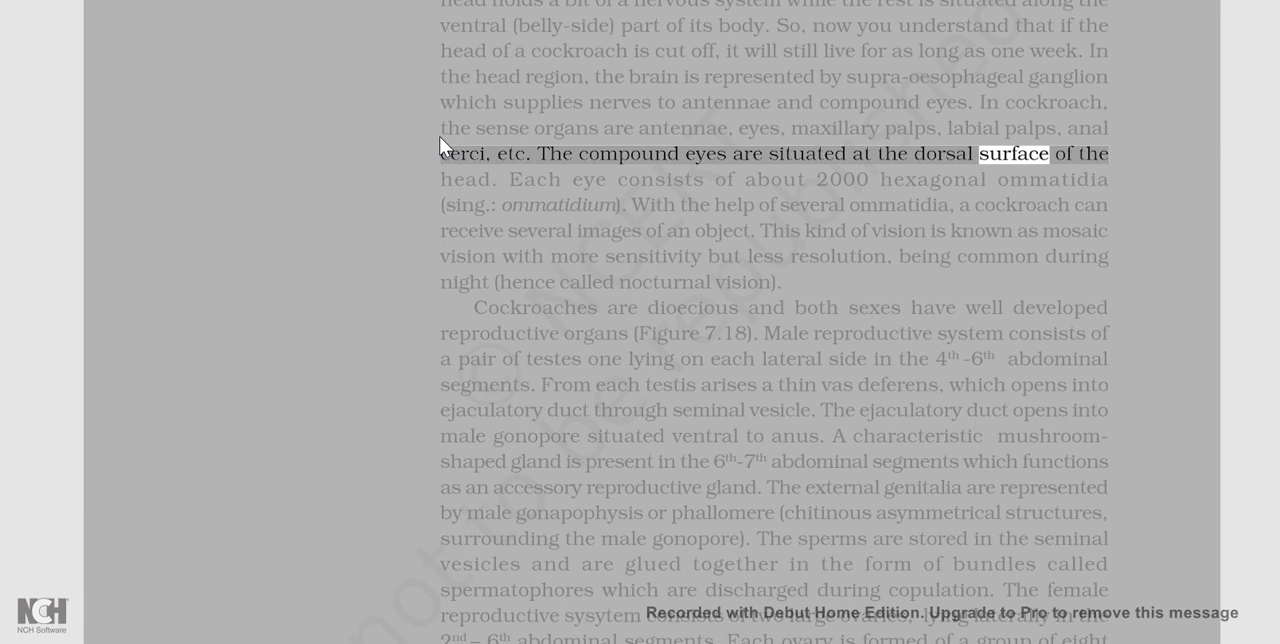 head holds a bit of a nervous system while the rest is situated along the
ventral (belly-side) part of its body. So, now you understand that if the
head of a cockroach is cut off, it will still live for as long as one week. In
the head region, the brain is represented by supra-oesophageal ganglion
which supplies nerves to antennae and compound eyes. In cockroach,
the sense organs are antennae, eyes, maxillary palps, labial palps, anal
cerci, etc. The compound eyes are situated at the dorsal surface of the
head. Each eye consists of about 2000 hexagonal ommatidia
(sing.: ommatidium). With the help of several ommatidia, a cockroach can
receive several images of an object. This kind of vision is known as mosaic
vision with more sensitivity but less resolution, being common during
night (hence called nocturnal vision).
Cockroaches are dioecious and both sexes have well developed
reproductive organs (Figure 7.18). Male reproductive system consists of
a pair of testes one lying on each lateral side in the 4th -6th abdominal
segments. From each testis arises a thin vas deferens, which opens into
ejaculatory duct through seminal vesicle. The ejaculatory duct opens into
male gonopore situated ventral to anus. A characteristic mushroom-
shaped gland is present in the 6th-7th abdominal segments which functions
as an accessory reproductive gland. The external genitalia are represented
by male gonapophysis or phallomere (chitinous asymmetrical structures,
surrounding the male gonopore). The sperms are stored in the seminal
vesicles and are glued together in the form of bundles called
spermatophores which are discharged during copulation. The female
reproductive sysytem consists of two large ovaries, lying laterally in the
2nd – 6th abdominal segments. Each ovary is formed of a group of eight
© NCERT
not to be republished
NCH
NCH Software
Recorded with Debut Home Edition. Upgrade to Pro to remove this message